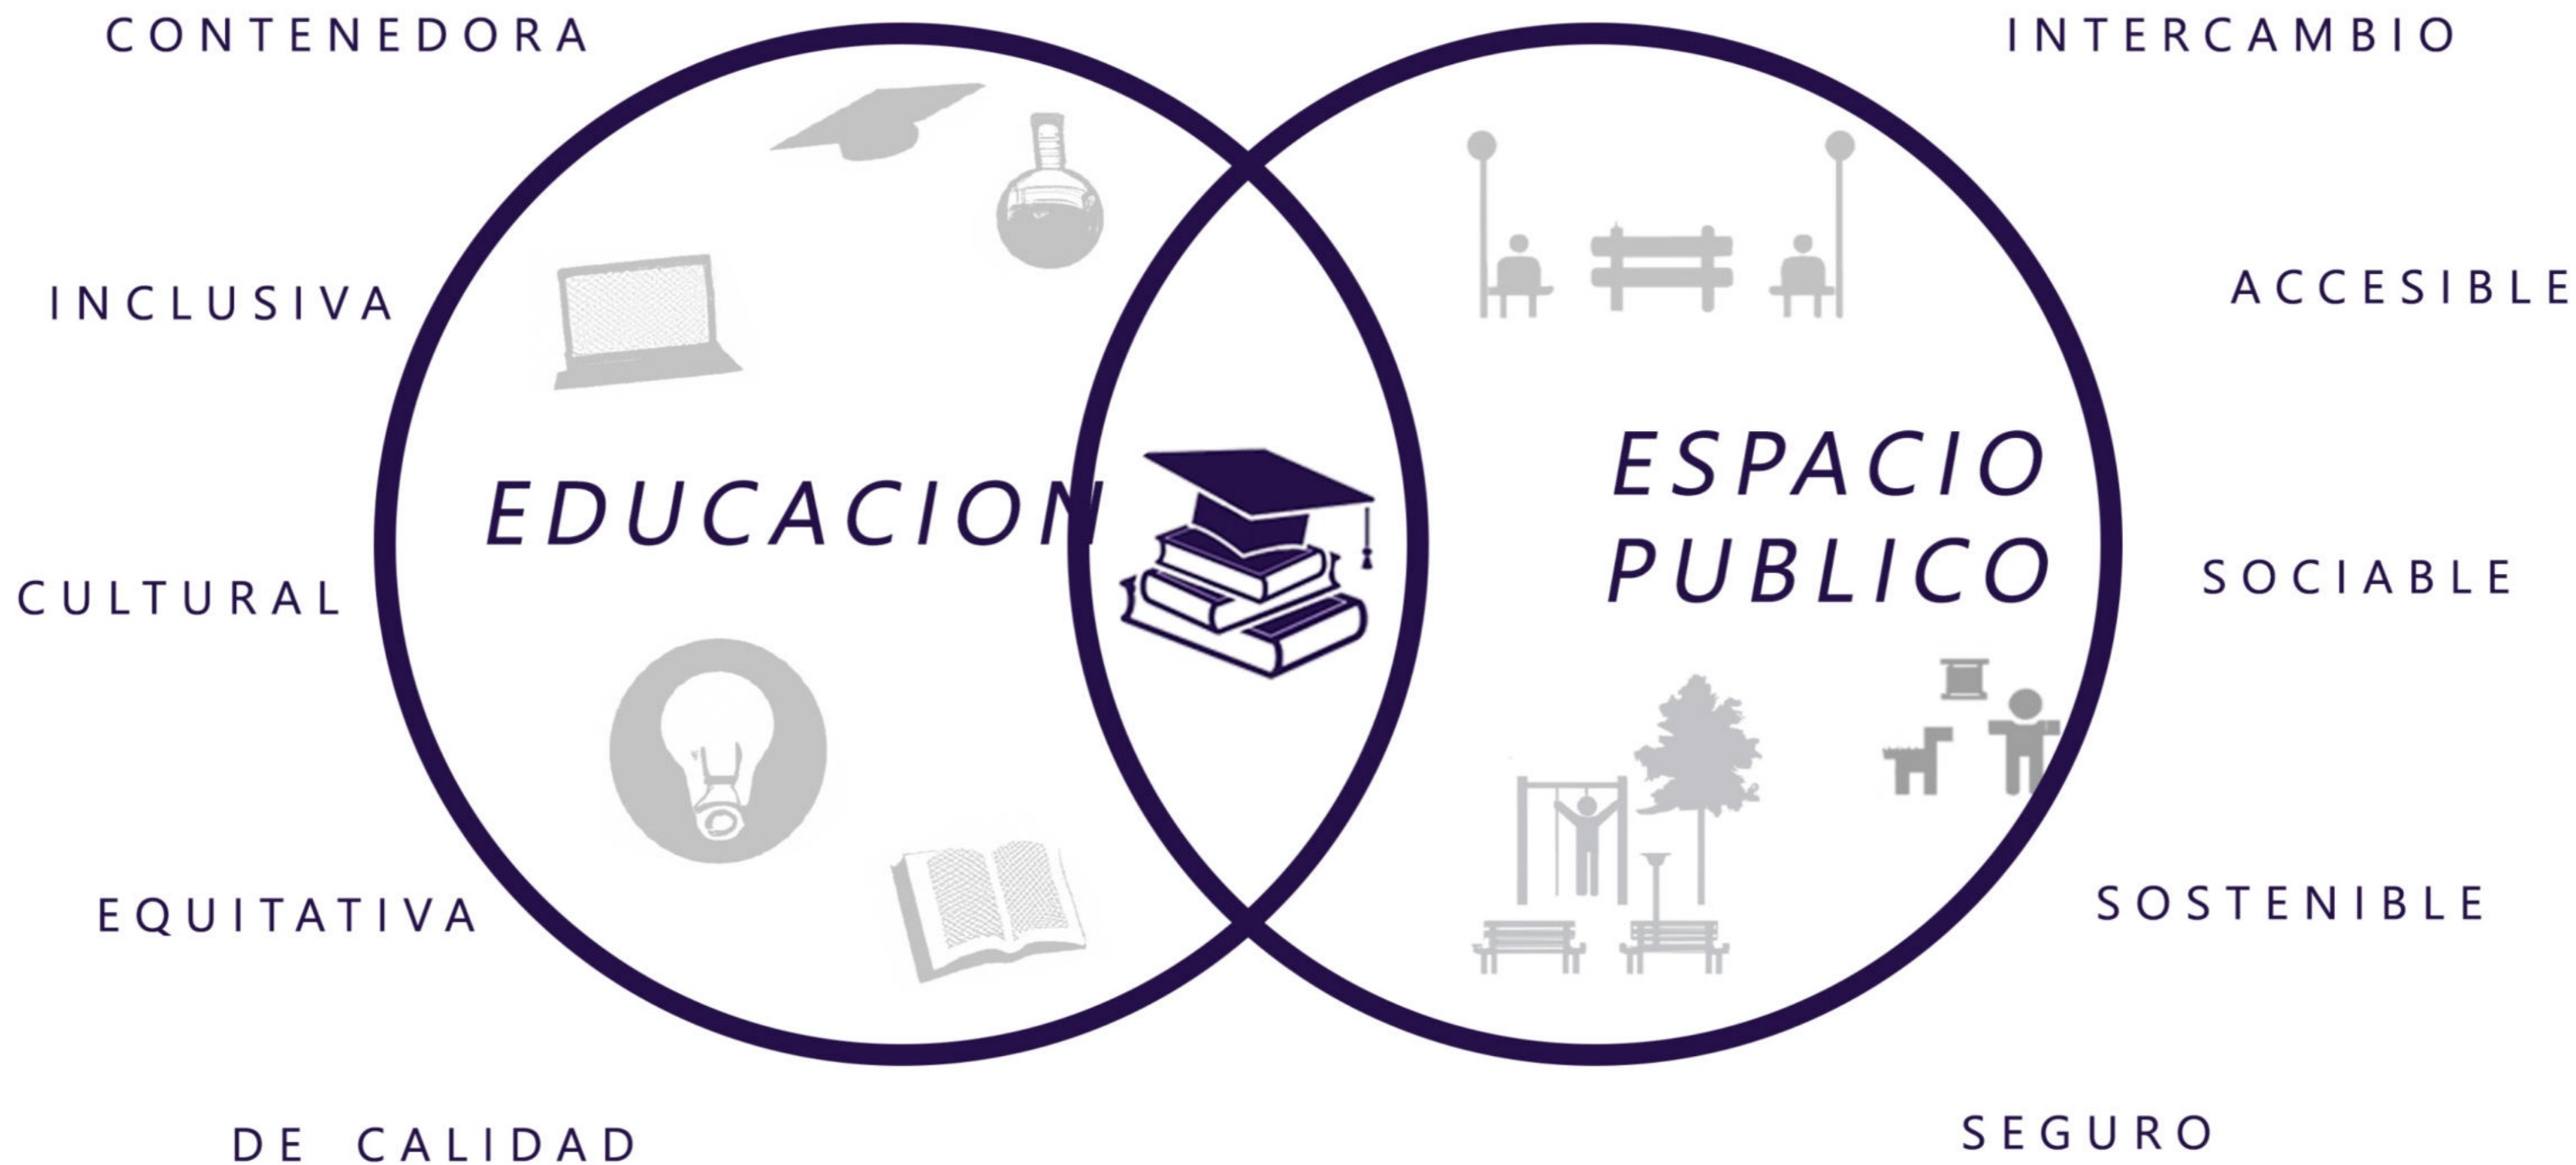 CONTENEDORA
INCLUSIVA
CULTURAL
EQUITATIVA
DE CALIDAD
EDUCACION
ESPACIO
PUBLICO
INTERCAMBIO
ACCESIBLE
SOCIABLE
SOSTENIBLE
SEGURO